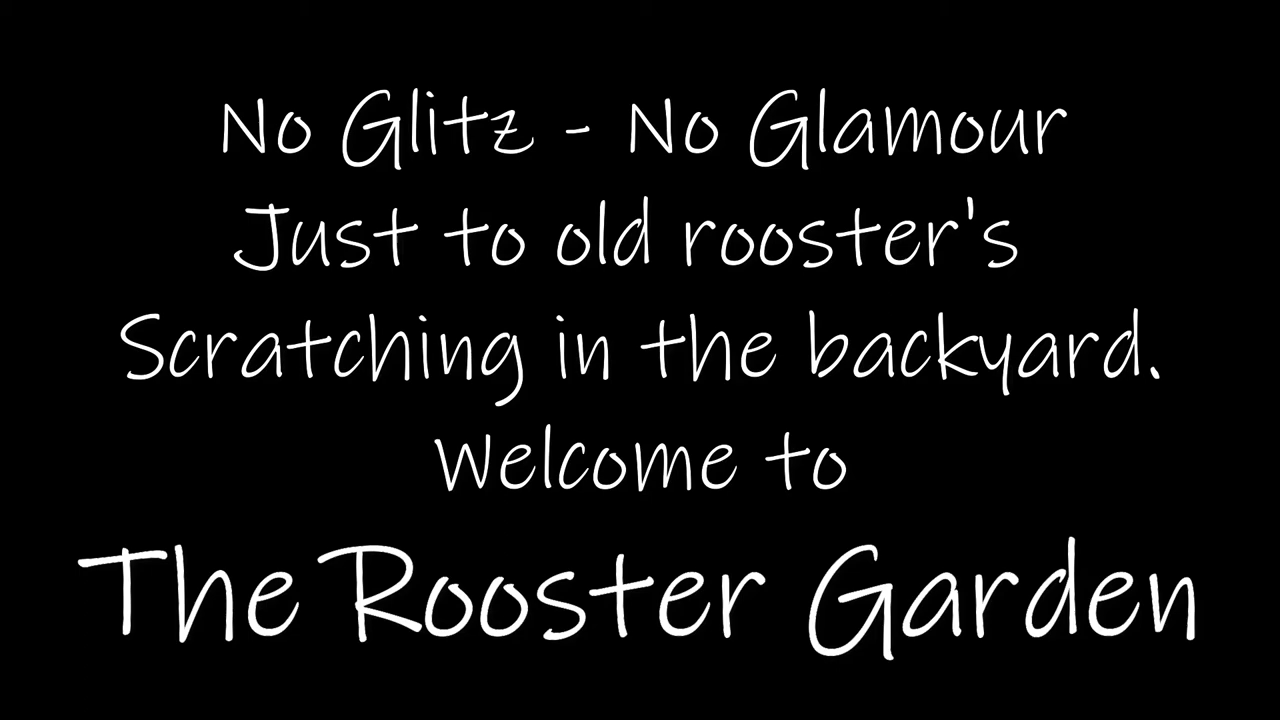 No Glitz - No Glamour
Just to old rooster's
Scratching in the backyard.
Welcome to
The Rooster Garden